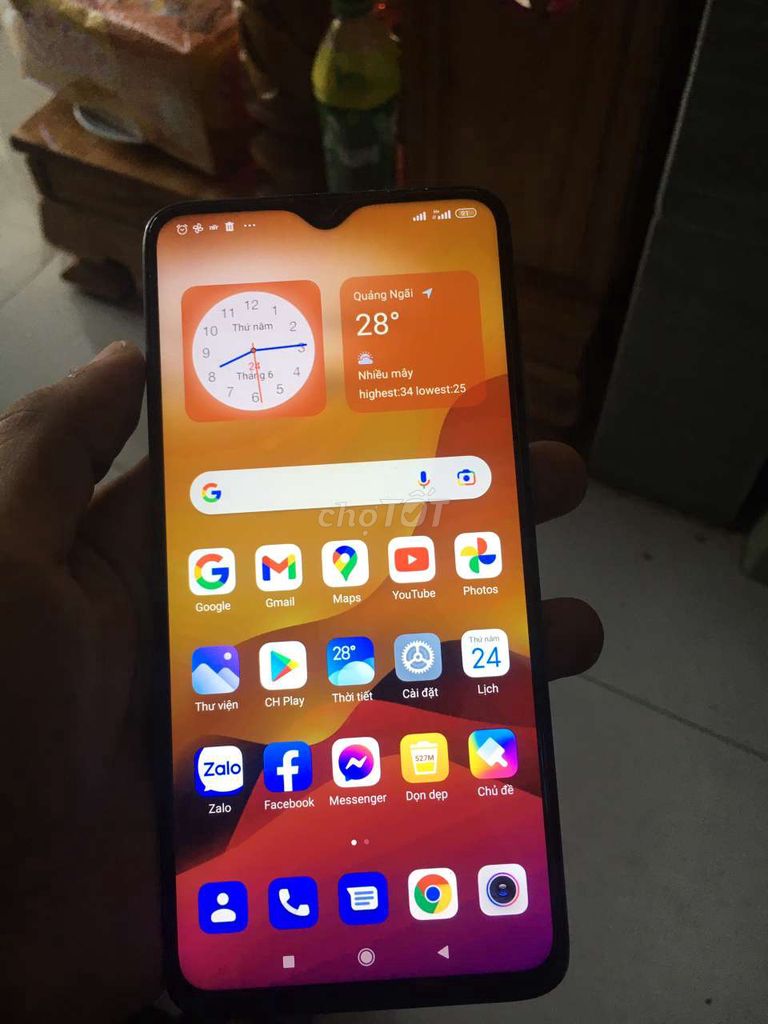 91
12
11
1
10
Thứ năm
2
9
3
24
8
Tháng 6
4
7
5
6
Quảng Ngãi
28°
Nhiều mây
highest:34 lowest:25
chợTỐT
Google
Gmail
Maps
YouTube
Photos
28°
Thứ năm
24
Thư viện
CH Play
Thời tiết
Cài đặt
Lịch
Zalo
527M
Zalo
Facebook
Messenger
Dọn dẹp
Chủ đề